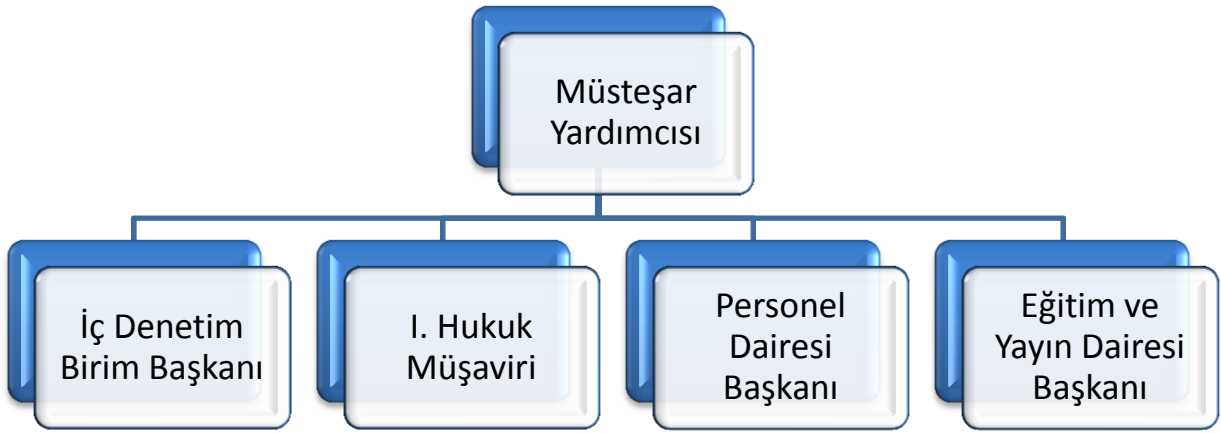 Müsteşar
Yardımcısı
İç Denetim
Birim Başkanı
I. Hukuk
Müşaviri
Personel
Dairesi
Başkanı
Eğitim ve
Yayın Dairesi
Başkanı